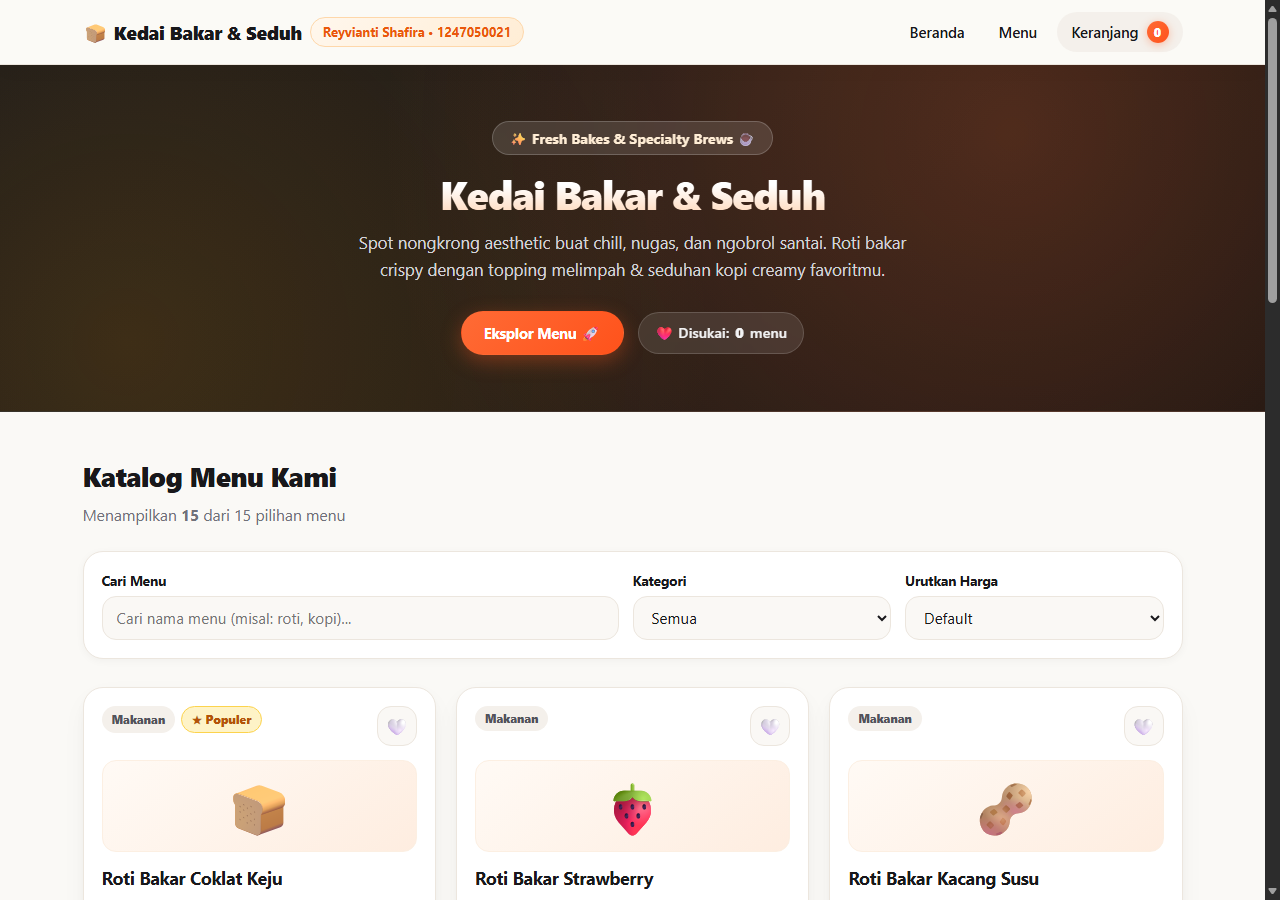 Kedai Bakar & Seduh
Reyvianti Shafira • 1247050021
Beranda
Menu
Keranjang 0
✨ Fresh Bakes & Specialty Brews ☕
Kedai Bakar & Seduh
Spot nongkrong aesthetic buat chill, nugas, dan ngobrol santai. Roti bakar
crispy dengan topping melimpah & seduhan kopi creamy favoritmu.
Eksplor Menu 🚀
💖 Disukai: 0 menu
Katalog Menu Kami
Menampilkan 15 dari 15 pilihan menu
Cari Menu
Kategori
Urutkan Harga
Cari nama menu (misal: roti, kopi)...
Semua
Default
Makanan
★ Populer
Makanan
Makanan
Roti Bakar Coklat Keju
Roti Bakar Strawberry
Roti Bakar Kacang Susu